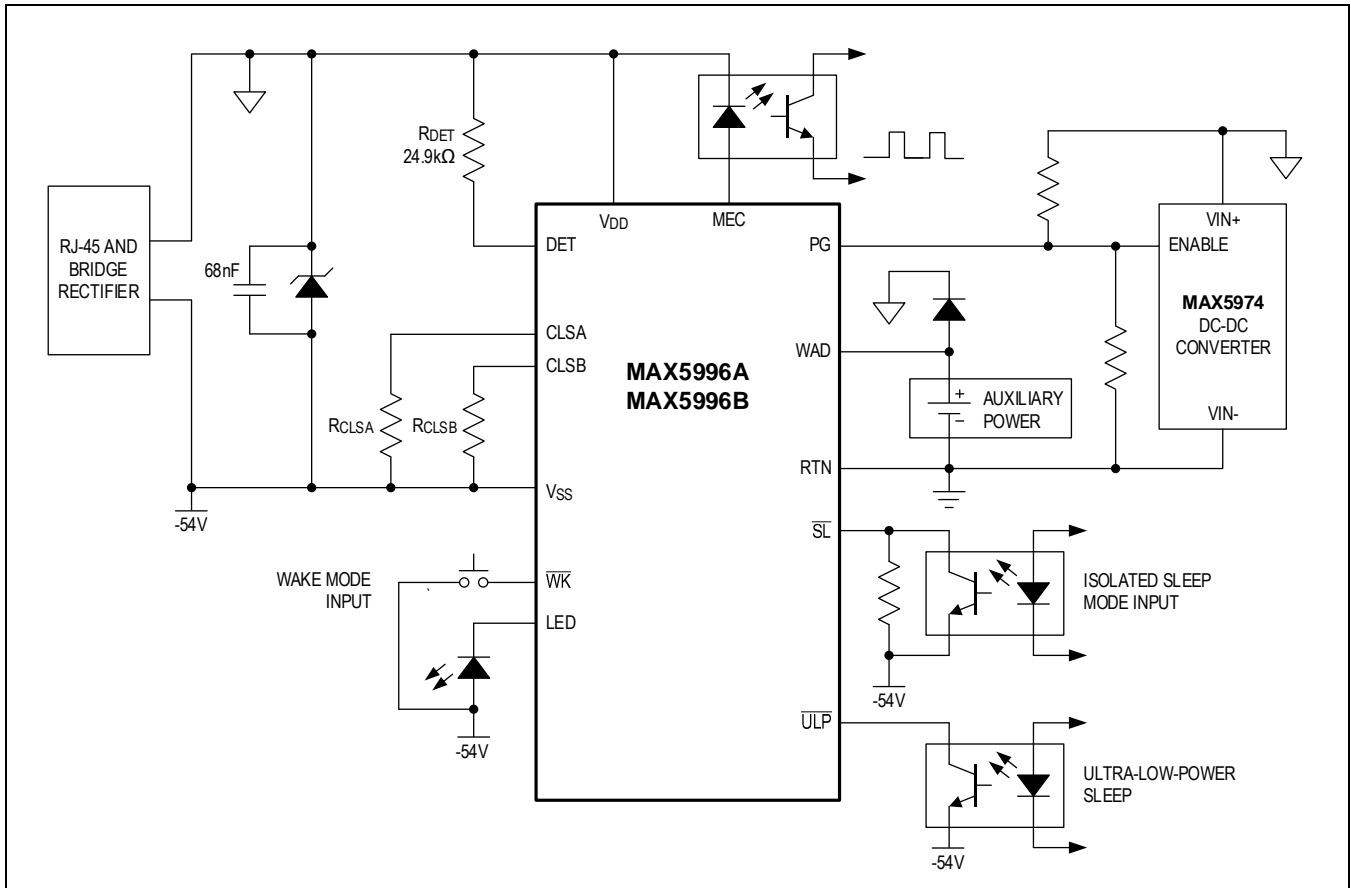 RJ-45 AND
BRIDGE
RECTIFIER
68nF
RDET
24.9kΩ
VDD
MEC
DET
CLSA
CLSB
RCLSA
RCLSB
VSS
-54V
WAKE MODE
INPUT
WK
LED
-54V
MAX5996A
MAX5996B
PG
WAD
RTN
SL
ULP
AUXILIARY
POWER
+
−
VIN+
ENABLE
MAX5974
DC-DC
CONVERTER
VIN-
ISOLATED SLEEP
MODE INPUT
-54V
ULTRA-LOW-POWER
SLEEP
-54V